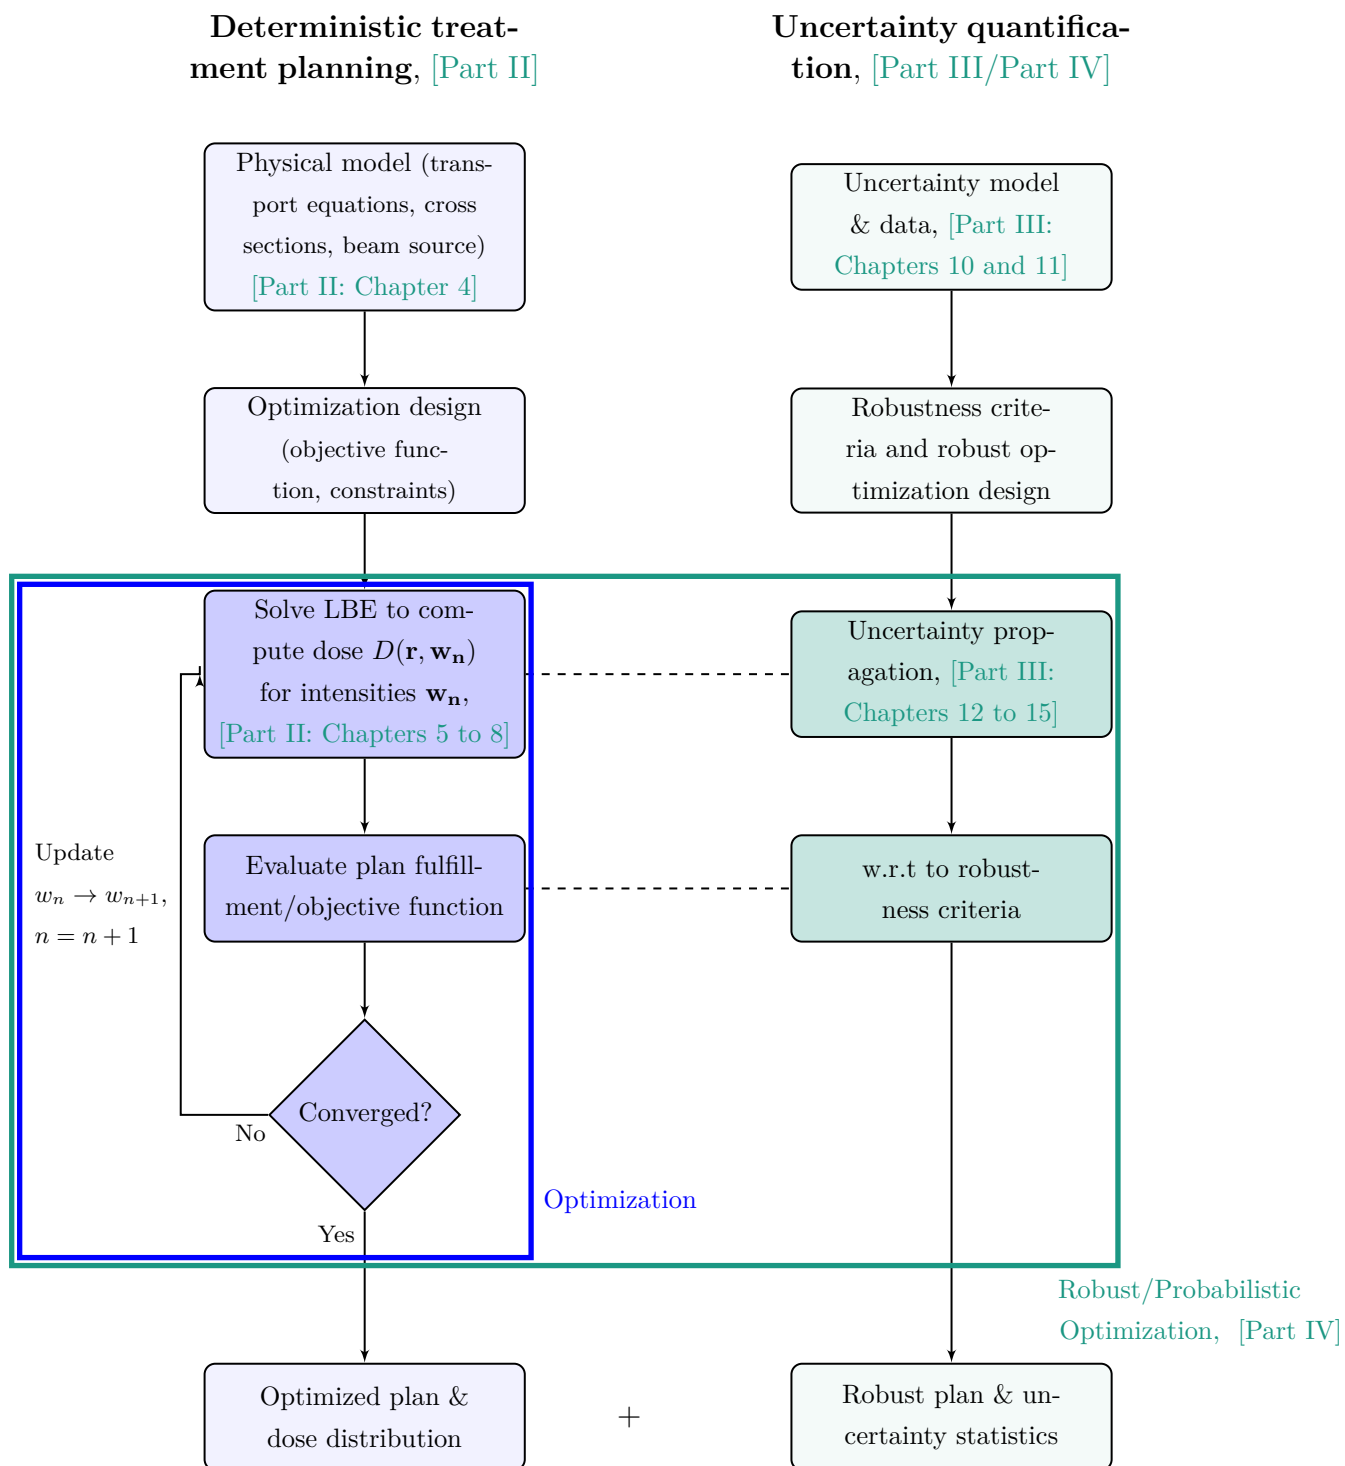 Deterministic treat-
ment planning, [Part II]
Uncertainty quantifica-
tion, [Part III/Part IV]
Physical model (trans-
port equations, cross
sections, beam source)
[Part II: Chapter 4]
Uncertainty model
& data, [Part III:
Chapters 10 and 11]
Optimization design
(objective func-
tion, constraints)
Robustness crite-
ria and robust op-
timization design
Solve LBE to com-
pute dose D(r, wₙ)
for intensities wₙ,
[Part II: Chapters 5 to 8]
Uncertainty prop-
agation, [Part III:
Chapters 12 to 15]
Update
wₙ → wₙ₊₁,
n = n + 1
Evaluate plan fulfill-
ment/objective function
w.r.t to robust-
ness criteria
Converged?
No
Yes
Optimization
Robust/Probabilistic
Optimization, [Part IV]
Optimized plan &
dose distribution
+
Robust plan & un-
certainty statistics